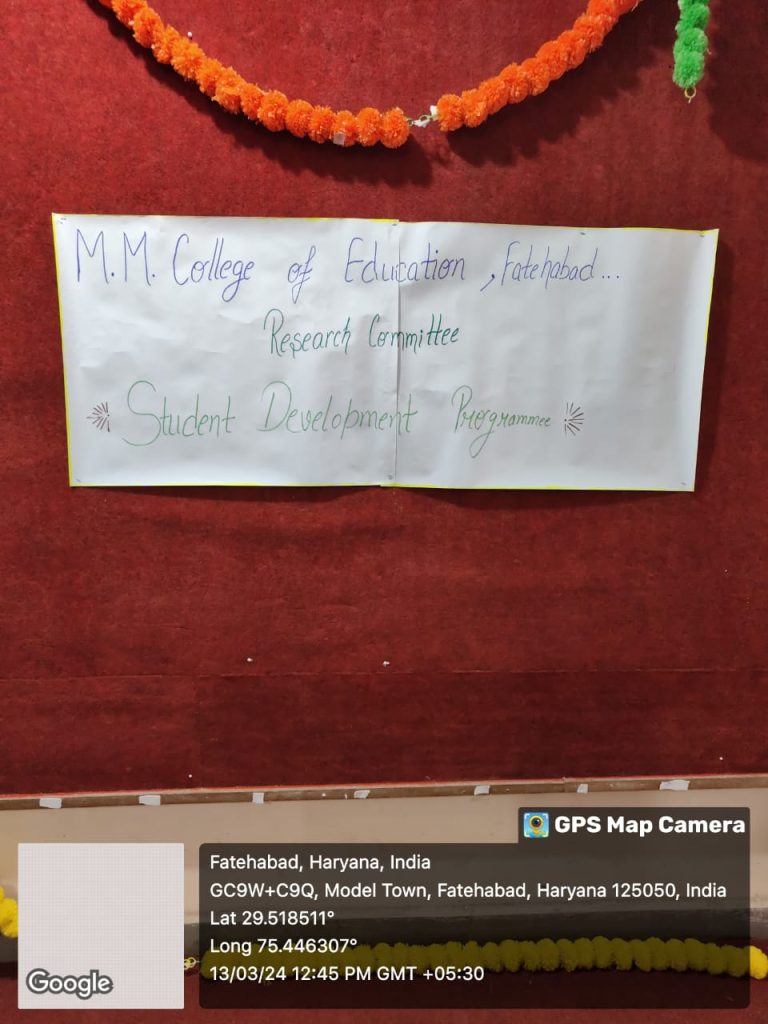 M.M. College of Education, Fatehabad...
Research Committee
Student Development Programmee
GPS Map Camera
Fatehabad, Haryana, India
GC9W+C9Q, Model Town, Fatehabad, Haryana 125050, India
Lat 29.518511°
Long 75.446307°
13/03/24 12:45 PM GMT +05:30
Google